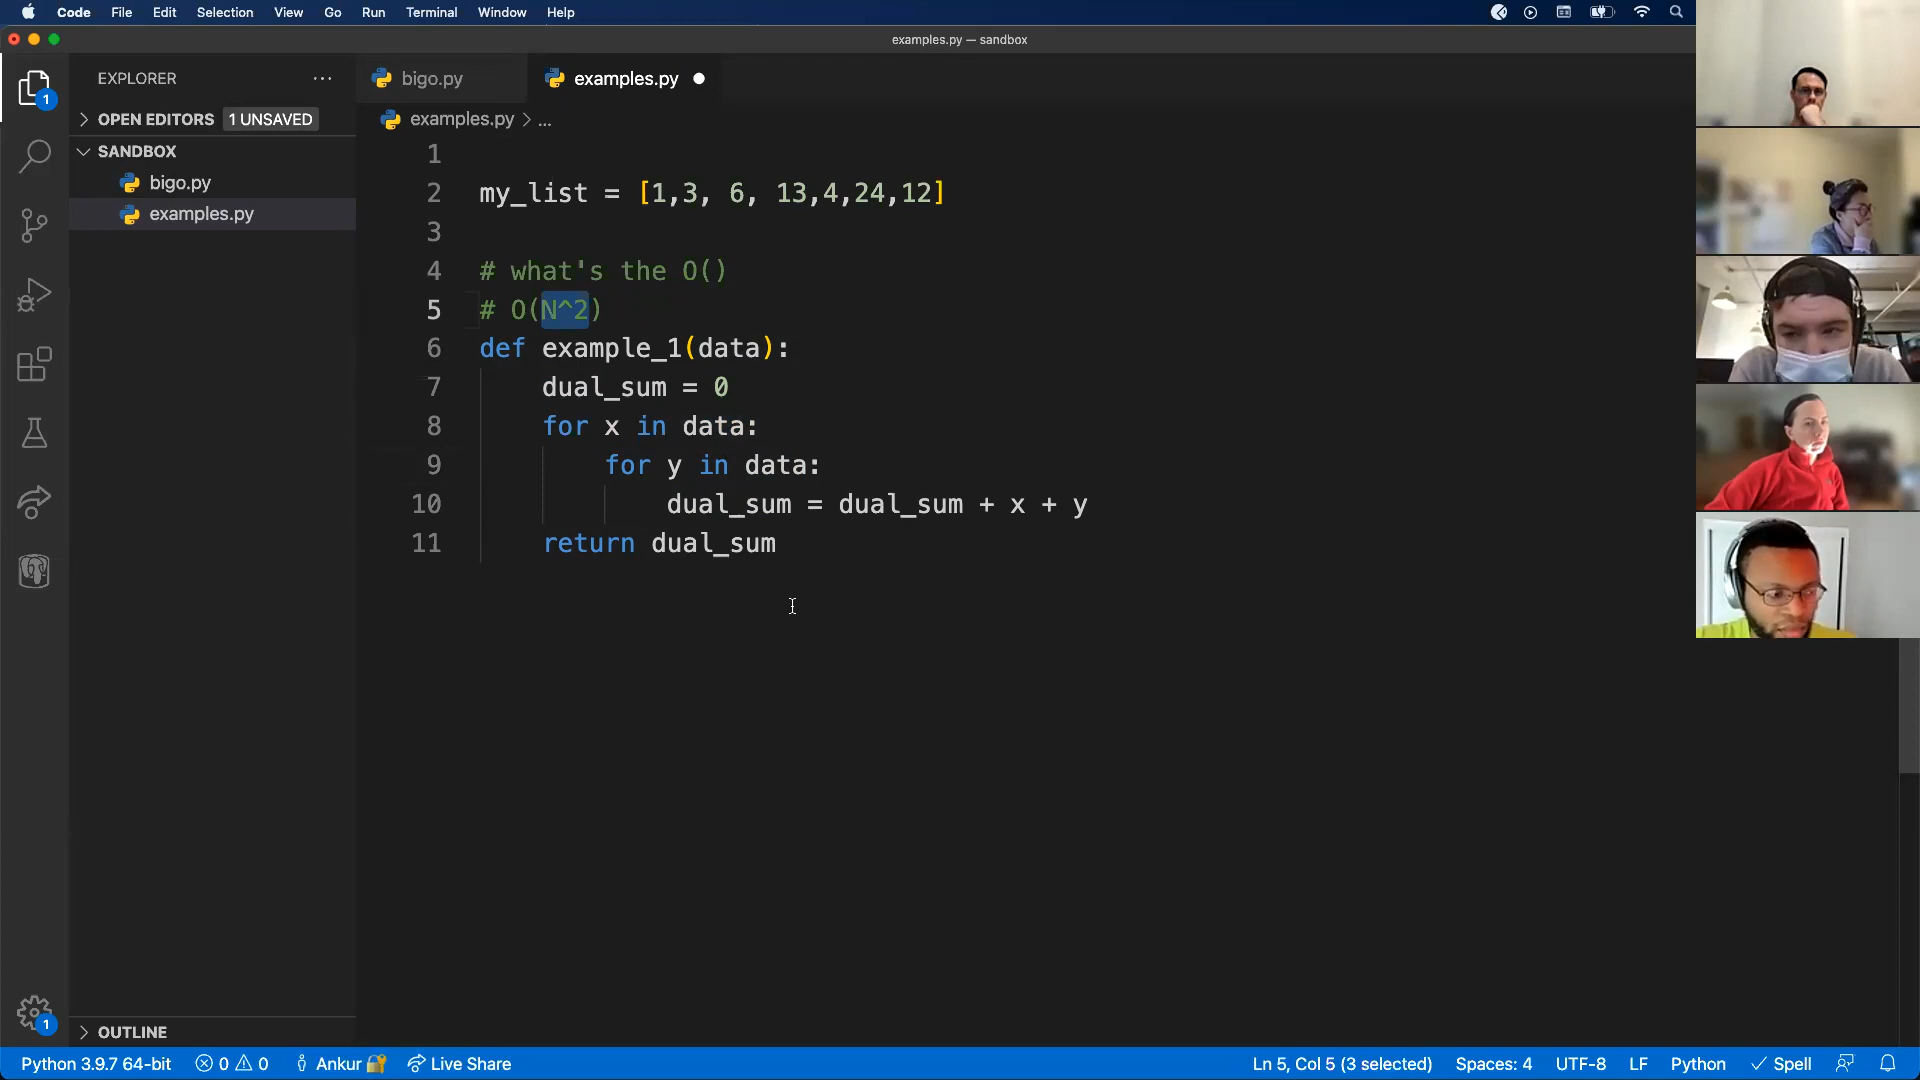 Code File Edit Selection View Go Run Terminal Window Help
examples.py — sandbox
EXPLORER
bigo.py
examples.py
OPEN EDITORS 1 UNSAVED
examples.py > ...
SANDBOX
bigo.py
examples.py
1
2 my_list = [1,3, 6, 13,4,24,12]
3
4 # what's the O()
5 # O(N^2)
6 def example_1(data):
7 dual_sum = 0
8 for x in data:
9 for y in data:
10 dual_sum = dual_sum + x + y
11 return dual_sum
1
1
OUTLINE
Python 3.9.7 64-bit 0 0 Ankur Live Share Ln 5, Col 5 (3 selected) Spaces: 4 UTF-8 LF Python Spell